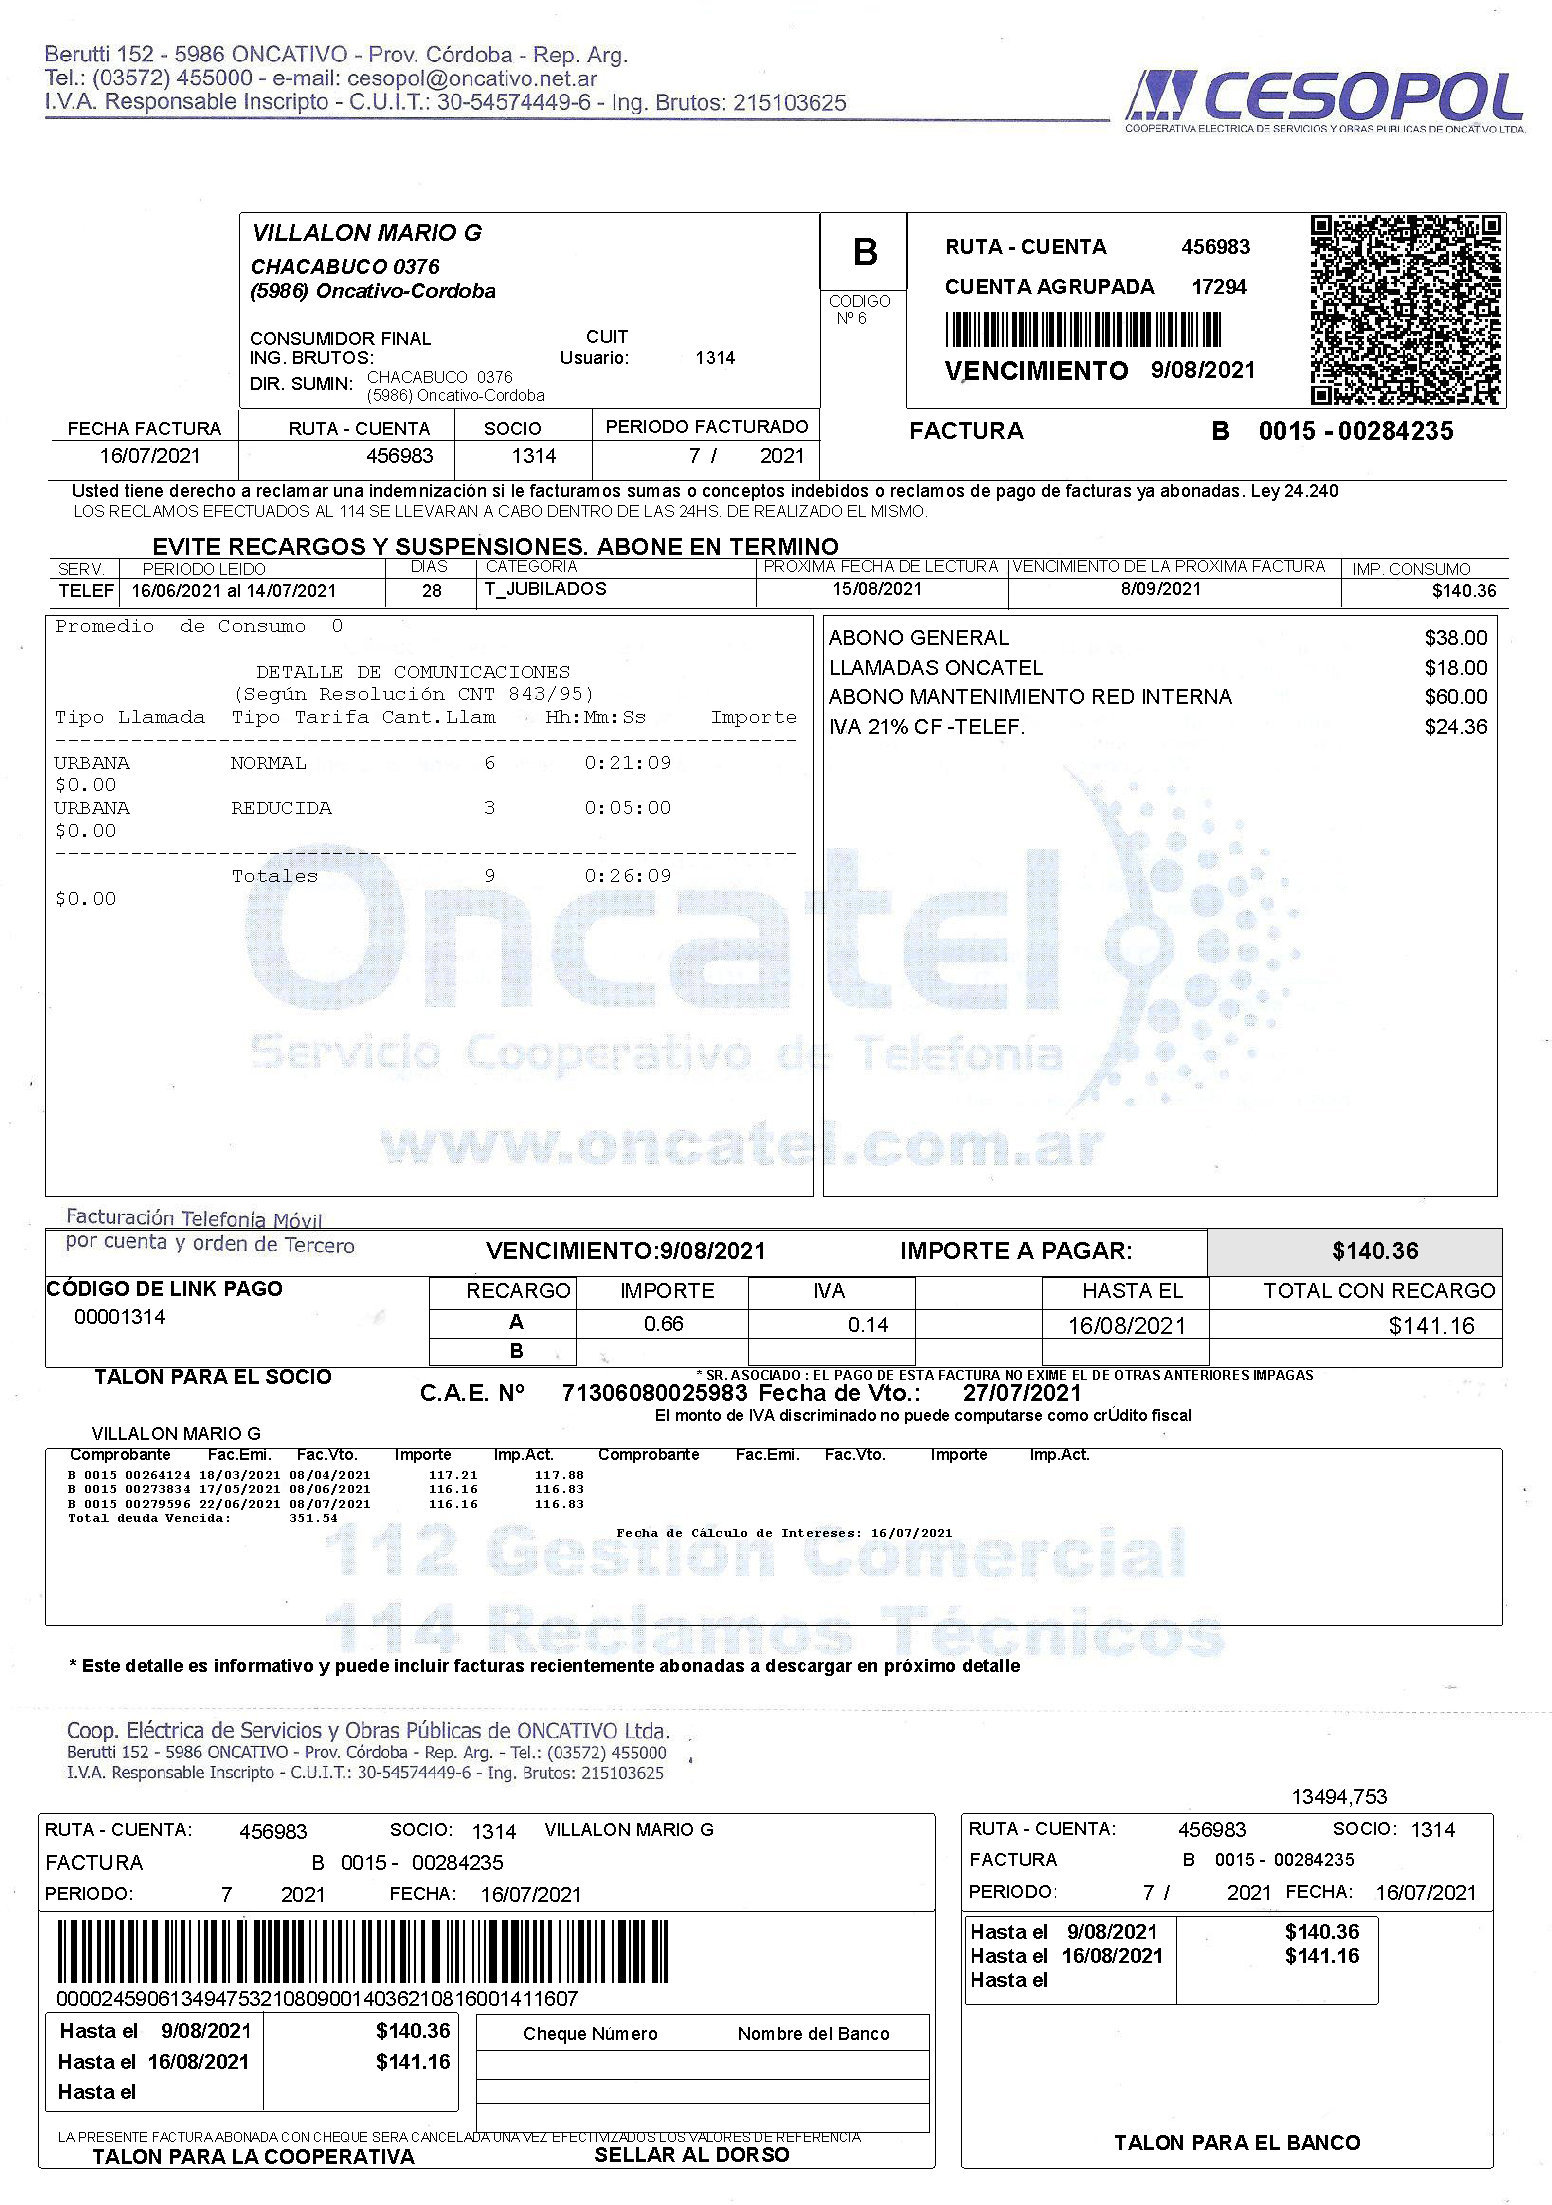 Berutti 152 - 5986 ONCATIVO - Prov. Córdoba - Rep. Arg.
Tel.: (03572) 455000 - e-mail: cesopol@oncativo.net.ar
I.V.A. Responsable Inscripto - C.U.I.T.: 30-54574449-6 - Ing. Brutos: 215103625
CESOPOL
COOPERATIVA ELECTRICA DE SERVICIOS Y OBRAS PUBLICAS DE ONCATIVO LTDA.
VILLALON MARIO G
CHACABUCO 0376
(5986) Oncativo-Cordoba
CONSUMIDOR FINAL CUIT
ING. BRUTOS: Usuario: 1314
DIR. SUMIN: CHACABUCO 0376
(5986) Oncativo-Cordoba
B
CODIGO
Nº 6
RUTA - CUENTA 456983
CUENTA AGRUPADA 17294
VENCIMIENTO 9/08/2021
FECHA FACTURA RUTA - CUENTA SOCIO PERIODO FACTURADO
16/07/2021 456983 1314 7 / 2021
FACTURA B 0015 - 00284235
Usted tiene derecho a reclamar una indemnización si le facturamos sumas o conceptos indebidos o reclamos de pago de facturas ya abonadas. Ley 24.240
LOS RECLAMOS EFECTUADOS AL 114 SE LLEVARAN A CABO DENTRO DE LAS 24HS. DE REALIZADO EL MISMO.
EVITE RECARGOS Y SUSPENSIONES. ABONE EN TERMINO
SERV. PERIODO LEIDO DIAS CATEGORIA PROXIMA FECHA DE LECTURA VENCIMIENTO DE LA PROXIMA FACTURA IMP. CONSUMO
TELEF 16/06/2021 al 14/07/2021 28 T_JUBILADOS 15/08/2021 8/09/2021 $140.36
Promedio de Consumo 0
DETALLE DE COMUNICACIONES
(Según Resolución CNT 843/95)
Tipo Llamada Tipo Tarifa Cant.Llam Hh:Mm:Ss Importe
-----------------------------------------------------------
URBANA NORMAL 6 0:21:09
$0.00
URBANA REDUCIDA 3 0:05:00
$0.00
-----------------------------------------------------------
Totales 9 0:26:09
$0.00
ABONO GENERAL $38.00
LLAMADAS ONCATEL $18.00
ABONO MANTENIMIENTO RED INTERNA $60.00
IVA 21% CF -TELEF. $24.36
Oncatel
Servicio Cooperativo de Telefonía
www.oncatel.com.ar
Facturación Telefonía Móvil
por cuenta y orden de Tercero
VENCIMIENTO:9/08/2021 IMPORTE A PAGAR: $140.36
CÓDIGO DE LINK PAGO
00001314
RECARGO IMPORTE IVA HASTA EL TOTAL CON RECARGO
A 0.66 0.14 16/08/2021 $141.16
B
TALON PARA EL SOCIO
* SR. ASOCIADO : EL PAGO DE ESTA FACTURA NO EXIME EL DE OTRAS ANTERIORES IMPAGAS
C.A.E. Nº 71306080025983 Fecha de Vto.: 27/07/2021
El monto de IVA discriminado no puede computarse como crÚdito fiscal
VILLALON MARIO G
Comprobante Fac.Emi. Fac.Vto. Importe Imp.Act. Comprobante Fac.Emi. Fac.Vto. Importe Imp.Act.
B 0015 00264124 18/03/2021 08/04/2021 117.21 117.88
B 0015 00273834 17/05/2021 08/06/2021 116.16 116.83
B 0015 00279596 22/06/2021 08/07/2021 116.16 116.83
Total deuda Vencida: 351.54
Fecha de Cálculo de Intereses: 16/07/2021
112 Gestión Comercial
114 Reclamos Técnicos
* Este detalle es informativo y puede incluir facturas recientemente abonadas a descargar en próximo detalle
Coop. Eléctrica de Servicios y Obras Públicas de ONCATIVO Ltda.
Berutti 152 - 5986 ONCATIVO - Prov. Córdoba - Rep. Arg. - Tel.: (03572) 455000
I.V.A. Responsable Inscripto - C.U.I.T.: 30-54574449-6 - Ing. Brutos: 215103625
13494,753
RUTA - CUENTA: 456983 SOCIO: 1314 VILLALON MARIO G
FACTURA B 0015 - 00284235
PERIODO: 7 2021 FECHA: 16/07/2021
0000245906134947532108090014036210816001411607
Hasta el 9/08/2021 $140.36
Hasta el 16/08/2021 $141.16
Hasta el
Cheque Número Nombre del Banco
LA PRESENTE FACTURA ABONADA CON CHEQUE SERA CANCELADA UNA VEZ EFECTIVIZADOS LOS VALORES DE REFERENCIA
TALON PARA LA COOPERATIVA SELLAR AL DORSO
RUTA - CUENTA: 456983 SOCIO: 1314
FACTURA B 0015 - 00284235
PERIODO: 7 / 2021 FECHA: 16/07/2021
Hasta el 9/08/2021 $140.36
Hasta el 16/08/2021 $141.16
Hasta el
TALON PARA EL BANCO